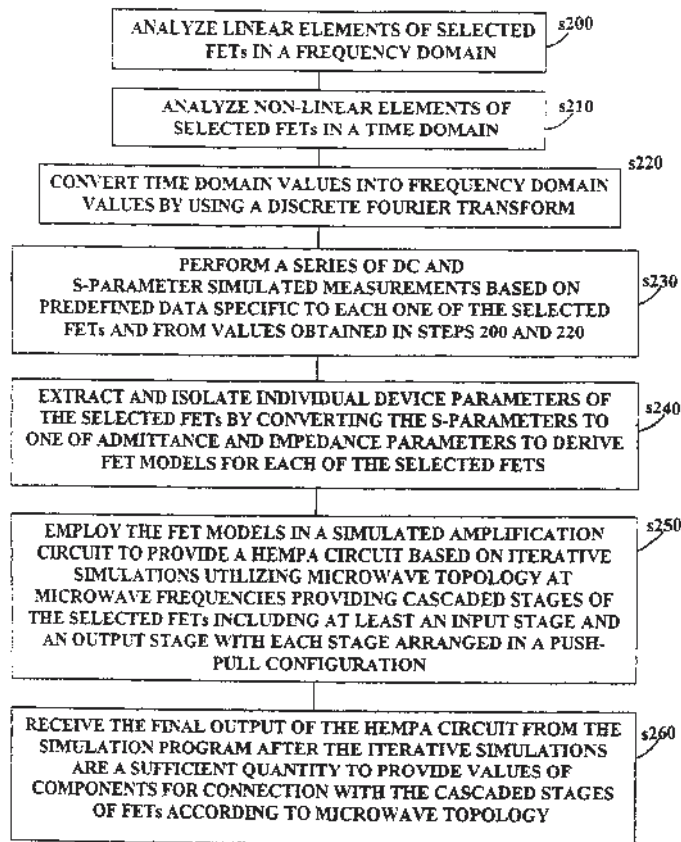 ANALYZE LINEAR ELEMENTS OF SELECTED
FETs IN A FREQUENCY DOMAIN
s200
ANALYZE NON-LINEAR ELEMENTS OF
SELECTED FETs IN A TIME DOMAIN
s210
CONVERT TIME DOMAIN VALUES INTO FREQUENCY DOMAIN
VALUES BY USING A DISCRETE FOURIER TRANSFORM
s220
PERFORM A SERIES OF DC AND
S-PARAMETER SIMULATED MEASUREMENTS BASED ON
PREDEFINED DATA SPECIFIC TO EACH ONE OF THE SELECTED
FETs AND FROM VALUES OBTAINED IN STEPS 200 AND 220
s230
EXTRACT AND ISOLATE INDIVIDUAL DEVICE PARAMETERS OF
THE SELECTED FETs BY CONVERTING THE S-PARAMETERS TO
ONE OF ADMITTANCE AND IMPEDANCE PARAMETERS TO DERIVE
FET MODELS FOR EACH OF THE SELECTED FETS
s240
EMPLOY THE FET MODELS IN A SIMULATED AMPLIFICATION
CIRCUIT TO PROVIDE A HEMPA CIRCUIT BASED ON ITERATIVE
SIMULATIONS UTILIZING MICROWAVE TOPOLOGY AT
MICROWAVE FREQUENCIES PROVIDING CASCADED STAGES OF
THE SELECTED FETs INCLUDING AT LEAST AN INPUT STAGE AND
AN OUTPUT STAGE WITH EACH STAGE ARRANGED IN A PUSH-
PULL CONFIGURATION
s250
RECEIVE THE FINAL OUTPUT OF THE HEMPA CIRCUIT FROM THE
SIMULATION PROGRAM AFTER THE ITERATIVE SIMULATIONS
ARE A SUFFICIENT QUANTITY TO PROVIDE VALUES OF
COMPONENTS FOR CONNECTION WITH THE CASCADED STAGES
OF FETs ACCORDING TO MICROWAVE TOPOLOGY
s260